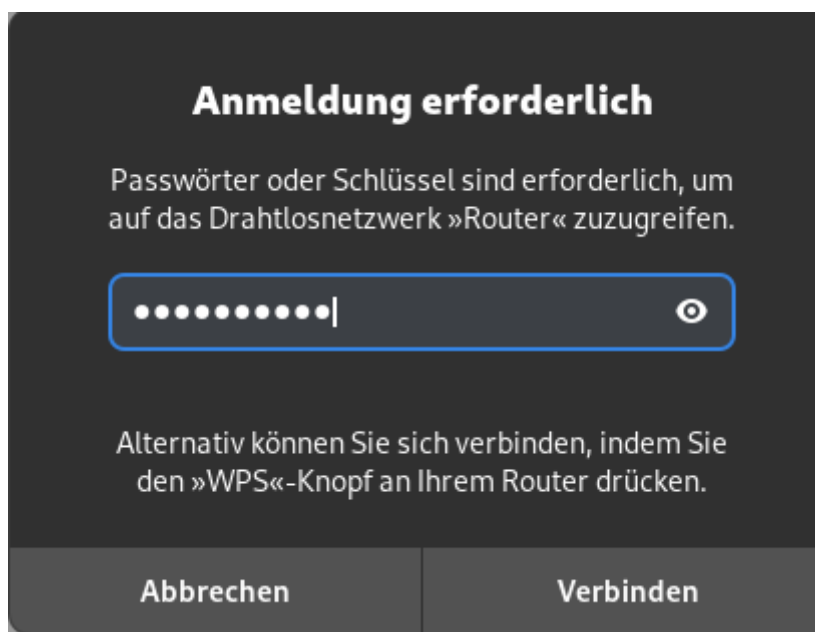 Anmeldung erforderlich
Passwörter oder Schlüssel sind erforderlich, um
auf das Drahtlosnetzwerk »Router« zuzugreifen.
●●●●●●●●●●
Alternativ können Sie sich verbinden, indem Sie
den »WPS«-Knopf an Ihrem Router drücken.
Abbrechen
Verbinden